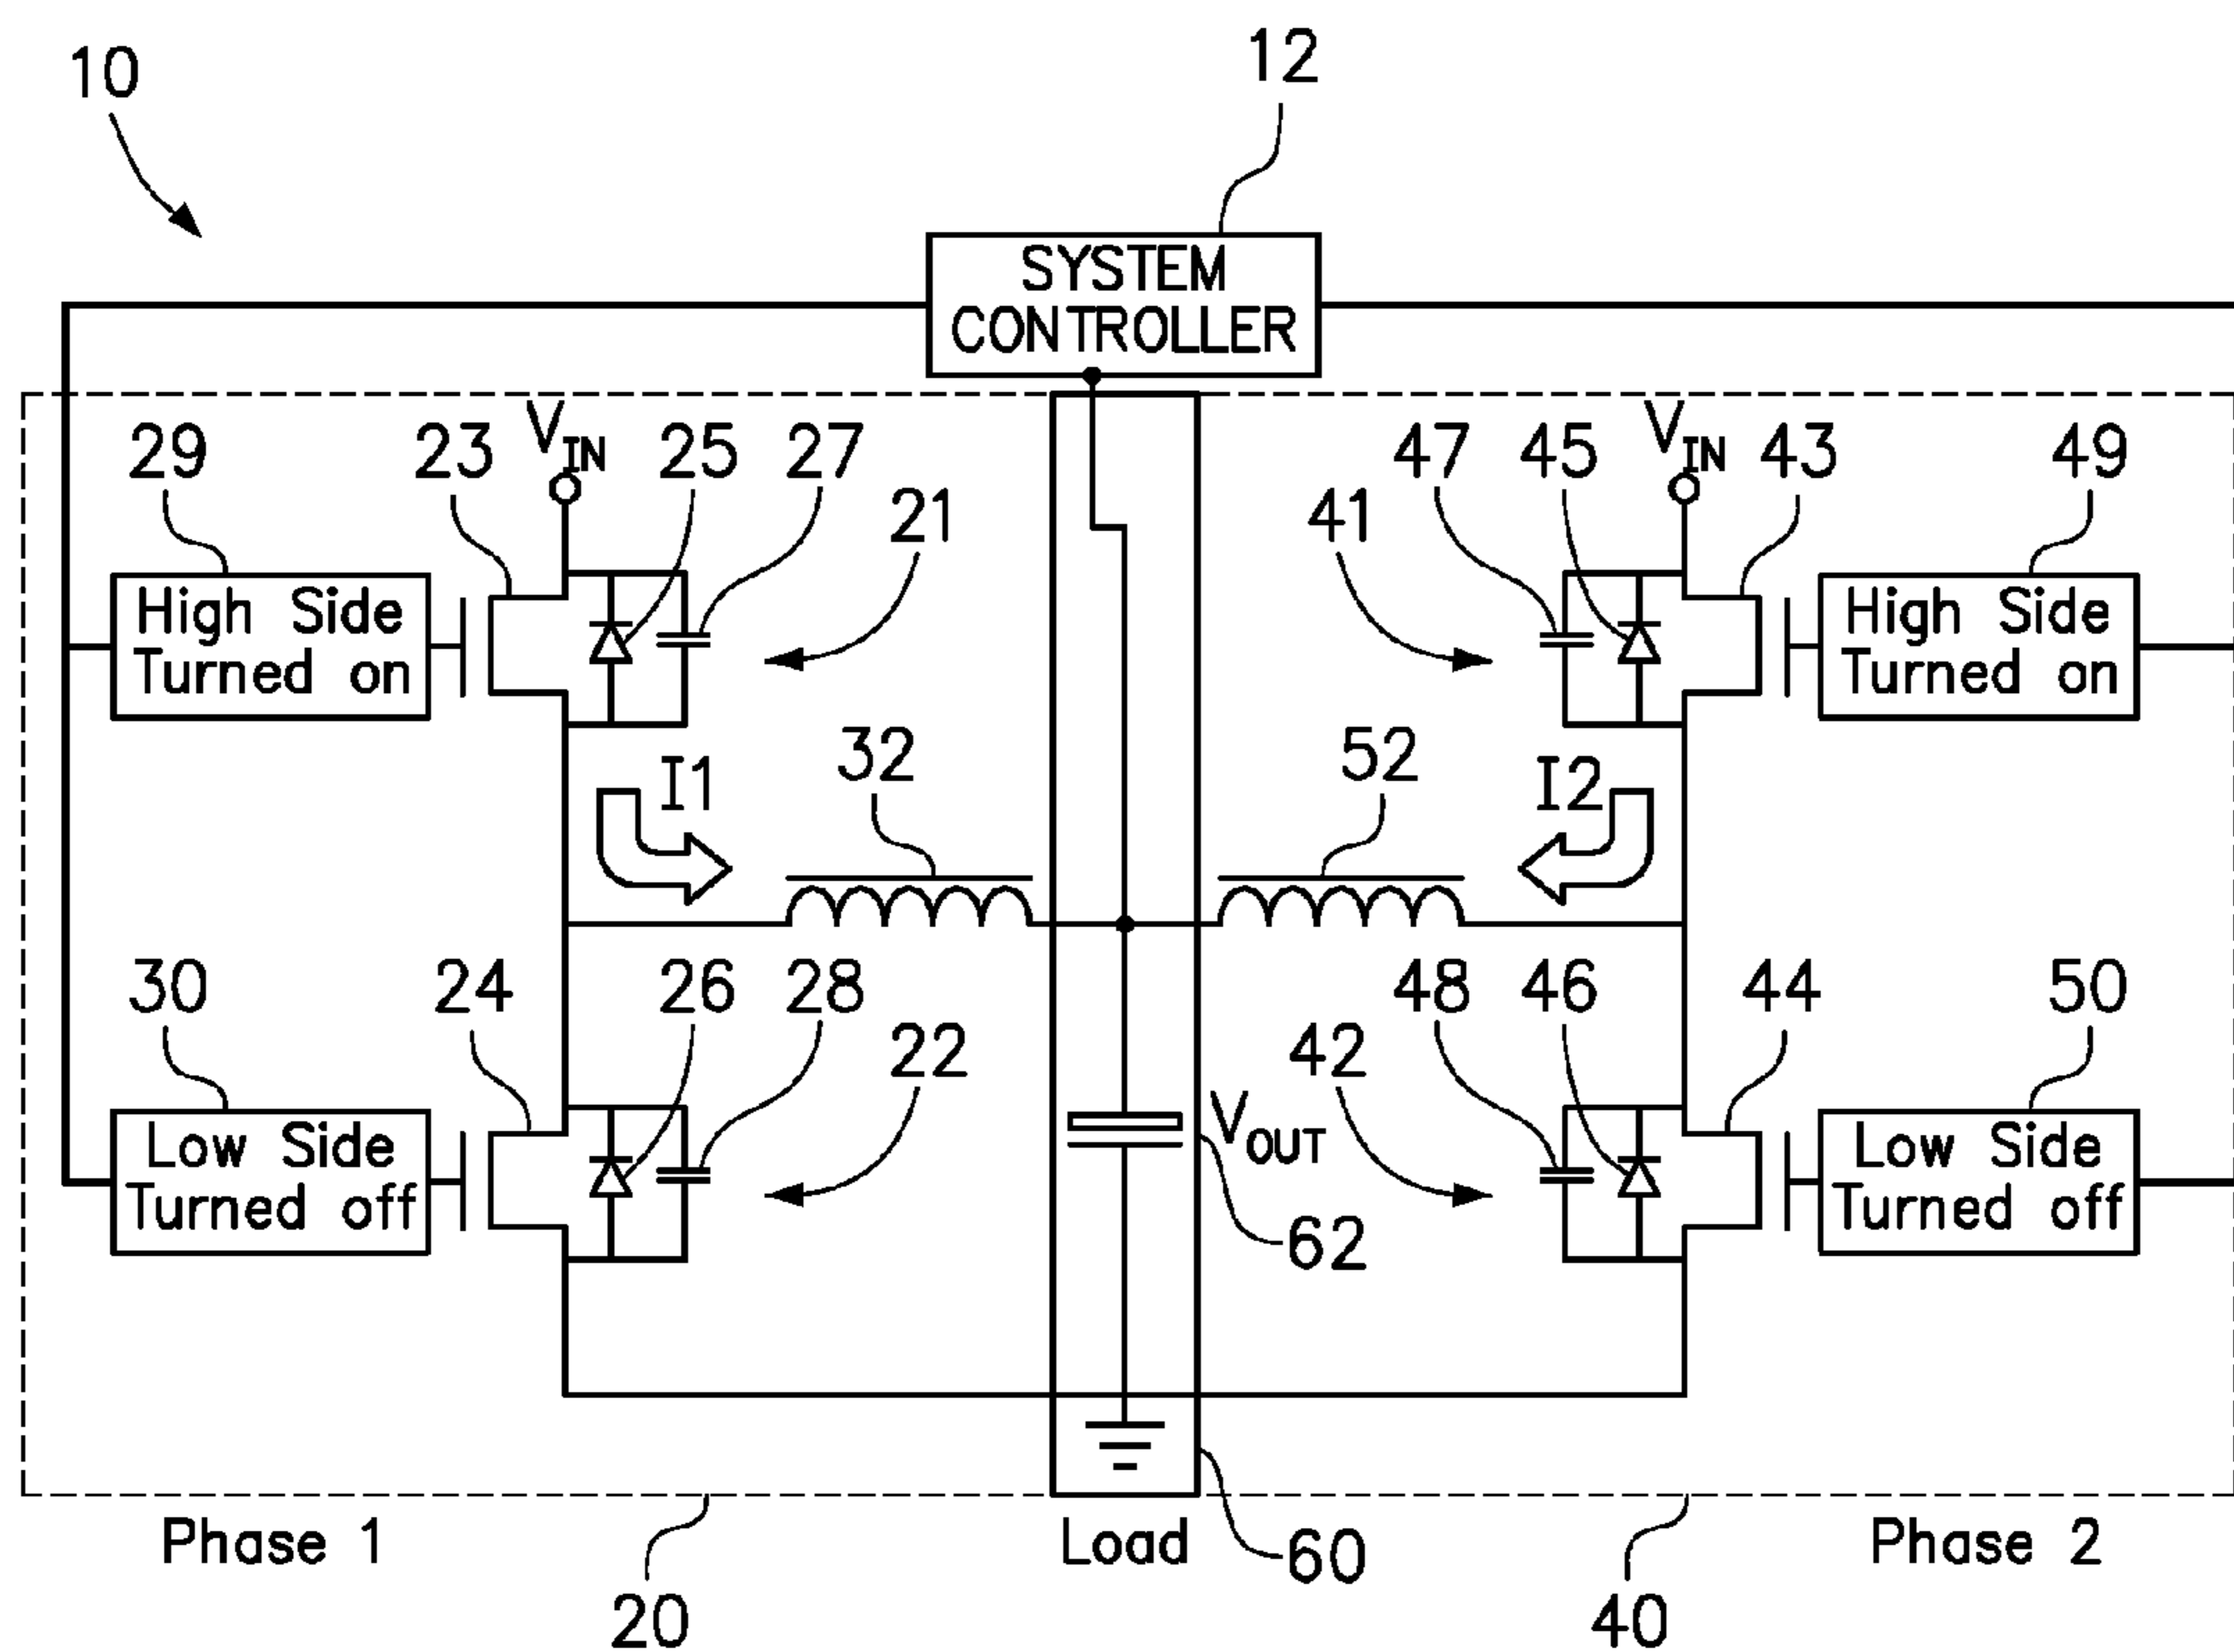 10
12
SYSTEM
CONTROLLER
29
23
VIN
25
27
47
45
VIN
43
49
21
41
High Side
Turned on
High Side
Turned on
32
I1
52
I2
30
24
26
28
48
46
44
50
22
42
Low Side
Turned off
VOUT
Low Side
Turned off
62
Phase 1
Load
60
Phase 2
20
40